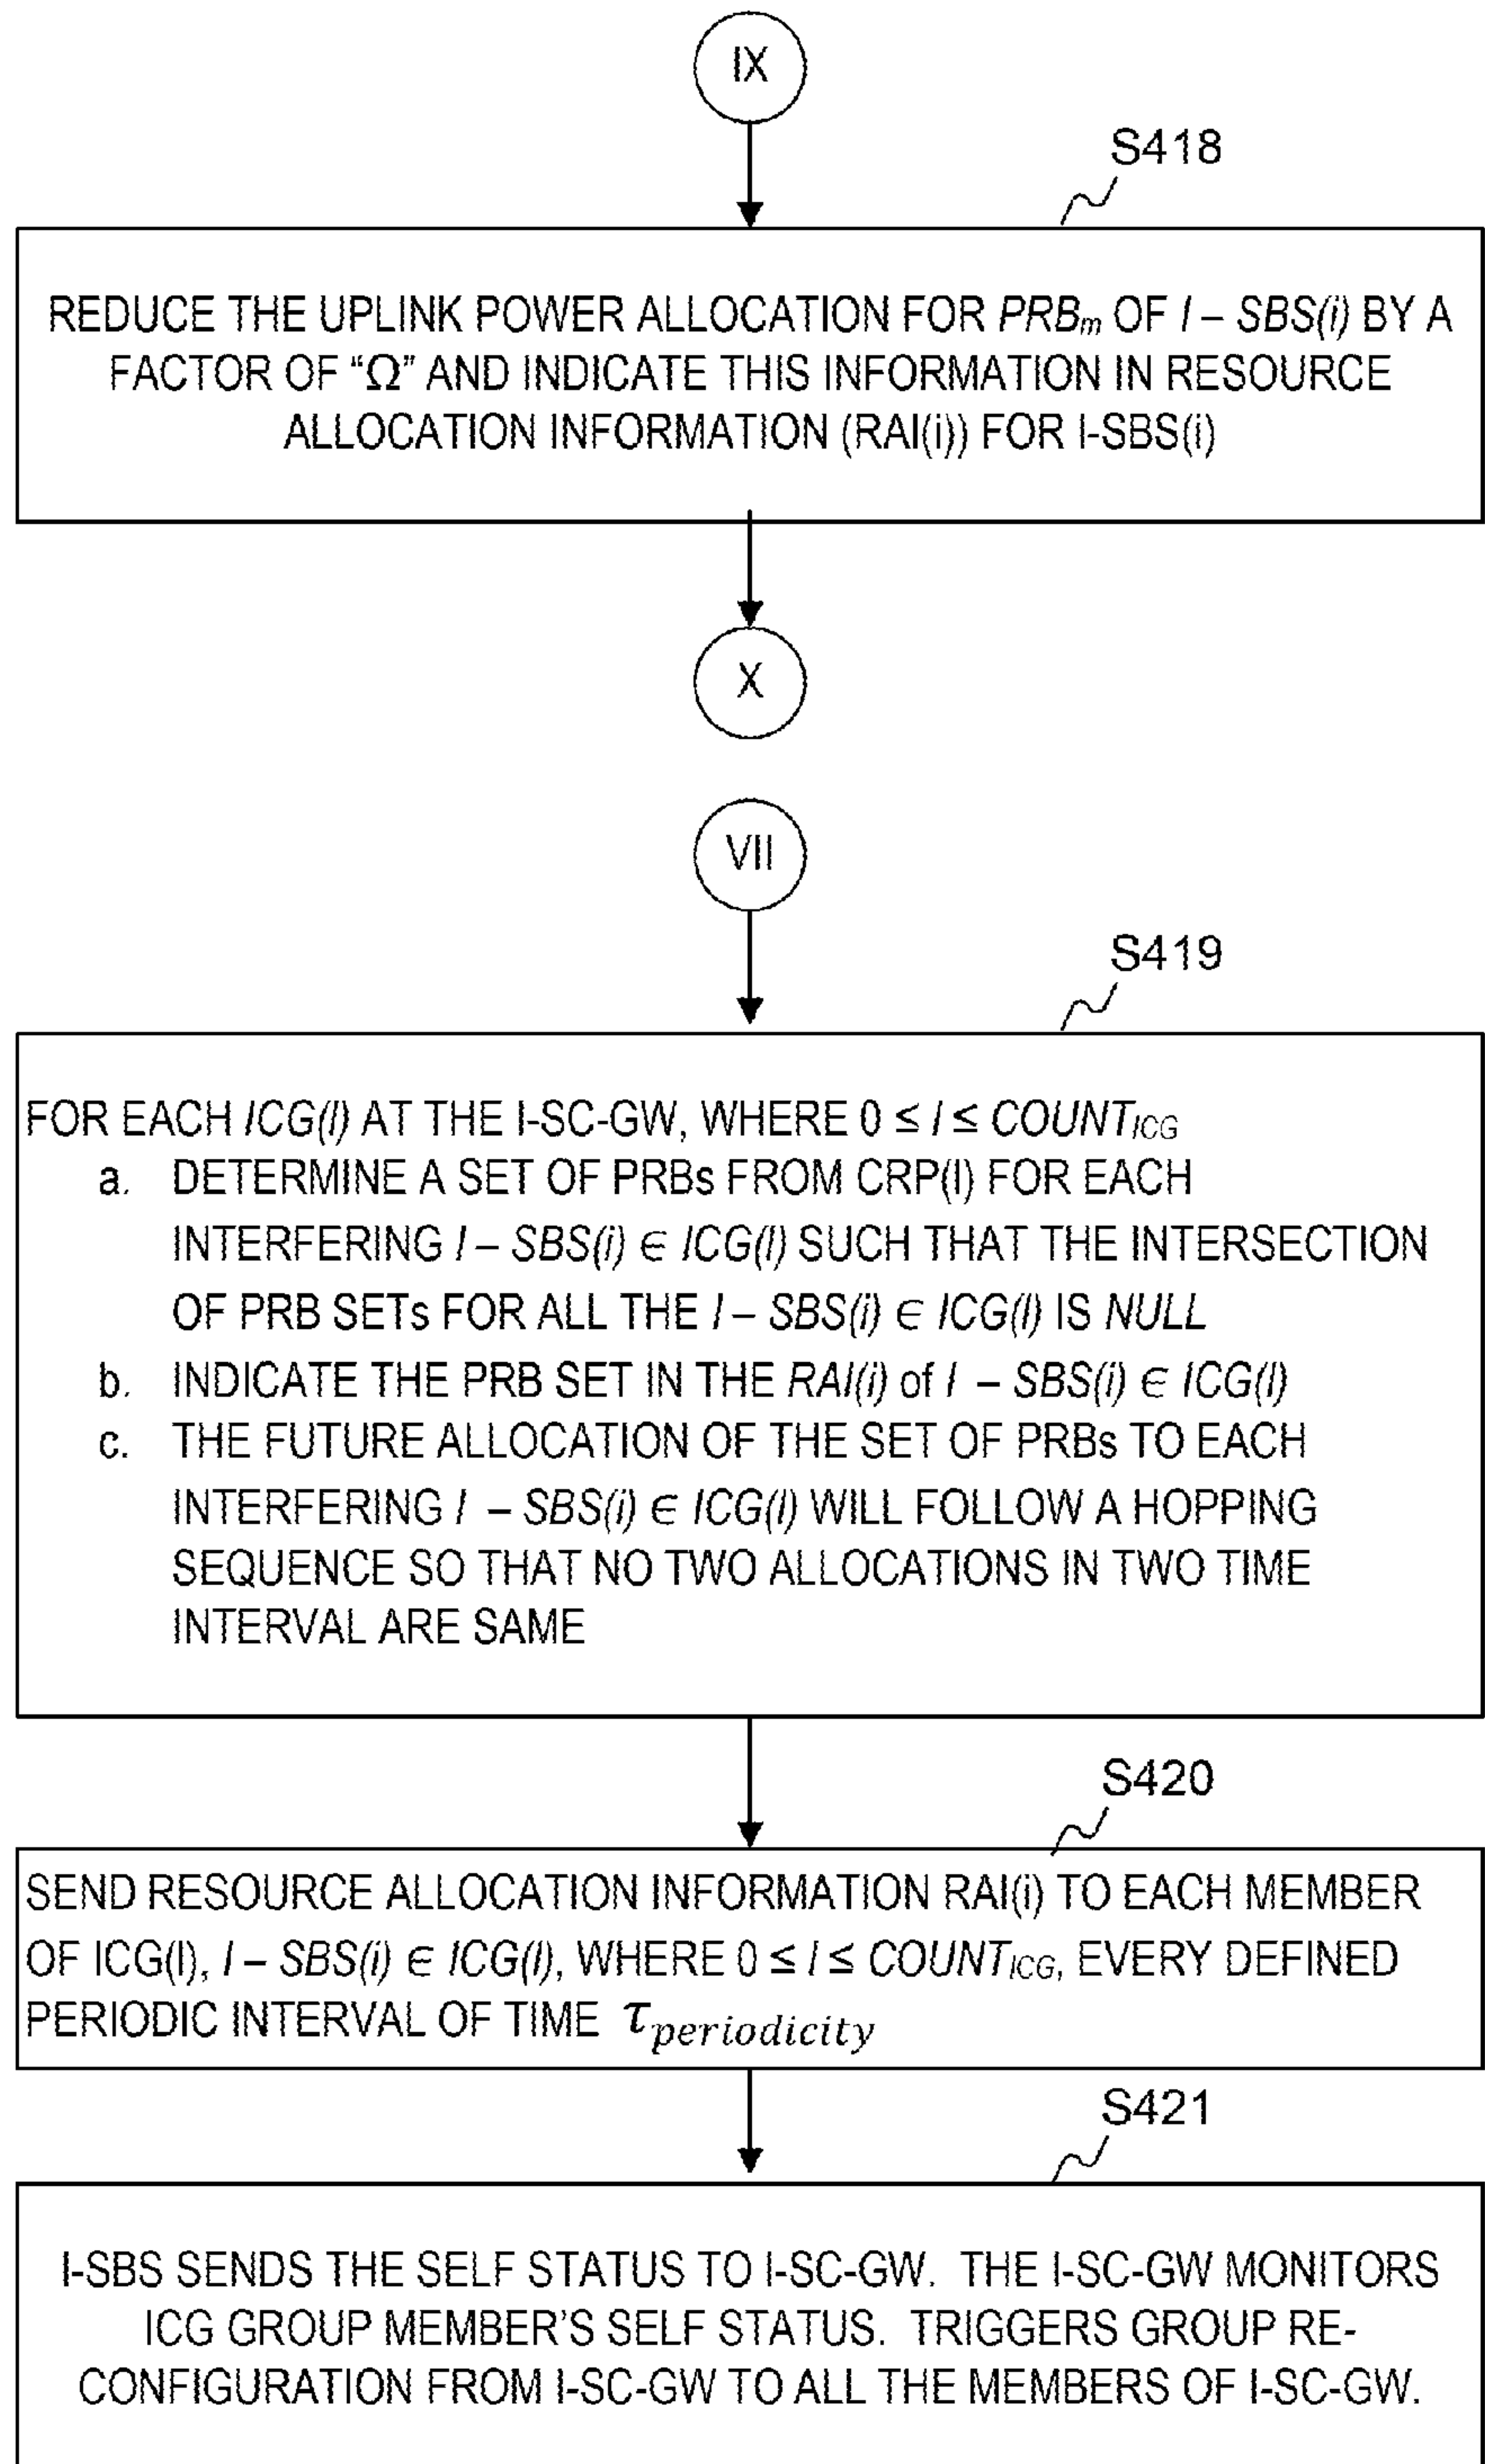 IX
S418
REDUCE THE UPLINK POWER ALLOCATION FOR PRBm OF I – SBS(i) BY A
FACTOR OF “Ω” AND INDICATE THIS INFORMATION IN RESOURCE
ALLOCATION INFORMATION (RAI(i)) FOR I-SBS(i)
X
VII
S419
FOR EACH ICG(l) AT THE I-SC-GW, WHERE 0 ≤ l ≤ COUNTICG
a. DETERMINE A SET OF PRBs FROM CRP(l) FOR EACH
INTERFERING I – SBS(i) ∈ ICG(l) SUCH THAT THE INTERSECTION
OF PRB SETs FOR ALL THE I – SBS(i) ∈ ICG(l) IS NULL
b. INDICATE THE PRB SET IN THE RAI(i) of I – SBS(i) ∈ ICG(l)
c. THE FUTURE ALLOCATION OF THE SET OF PRBs TO EACH
INTERFERING I – SBS(i) ∈ ICG(l) WILL FOLLOW A HOPPING
SEQUENCE SO THAT NO TWO ALLOCATIONS IN TWO TIME
INTERVAL ARE SAME
S420
SEND RESOURCE ALLOCATION INFORMATION RAI(i) TO EACH MEMBER
OF ICG(l), I – SBS(i) ∈ ICG(l), WHERE 0 ≤ l ≤ COUNTICG, EVERY DEFINED
PERIODIC INTERVAL OF TIME τperiodicity
S421
I-SBS SENDS THE SELF STATUS TO I-SC-GW. THE I-SC-GW MONITORS
ICG GROUP MEMBER’S SELF STATUS. TRIGGERS GROUP RE-
CONFIGURATION FROM I-SC-GW TO ALL THE MEMBERS OF I-SC-GW.